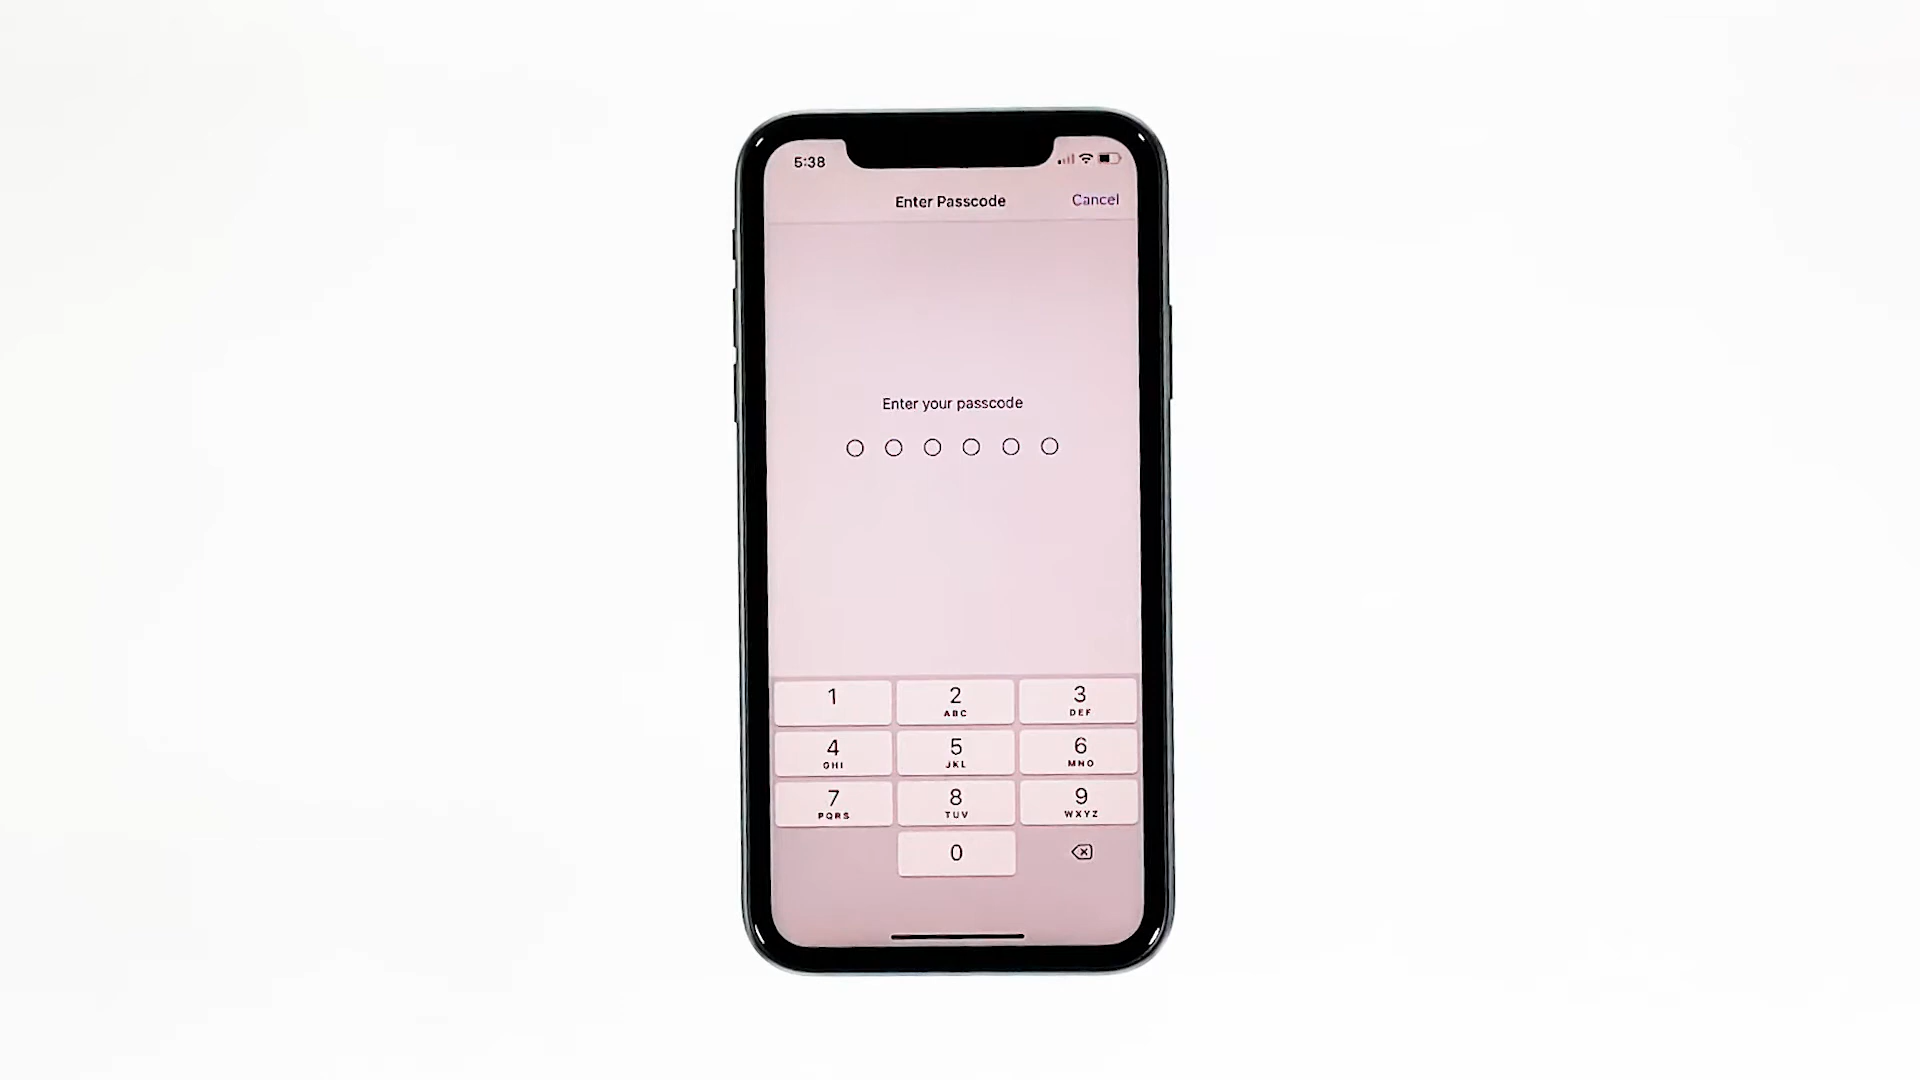 5:38
Enter Passcode
Cancel
Enter your passcode
1
2
ABC
3
DEF
4
GHI
5
JKL
6
MNO
7
PQRS
8
TUV
9
WXYZ
0